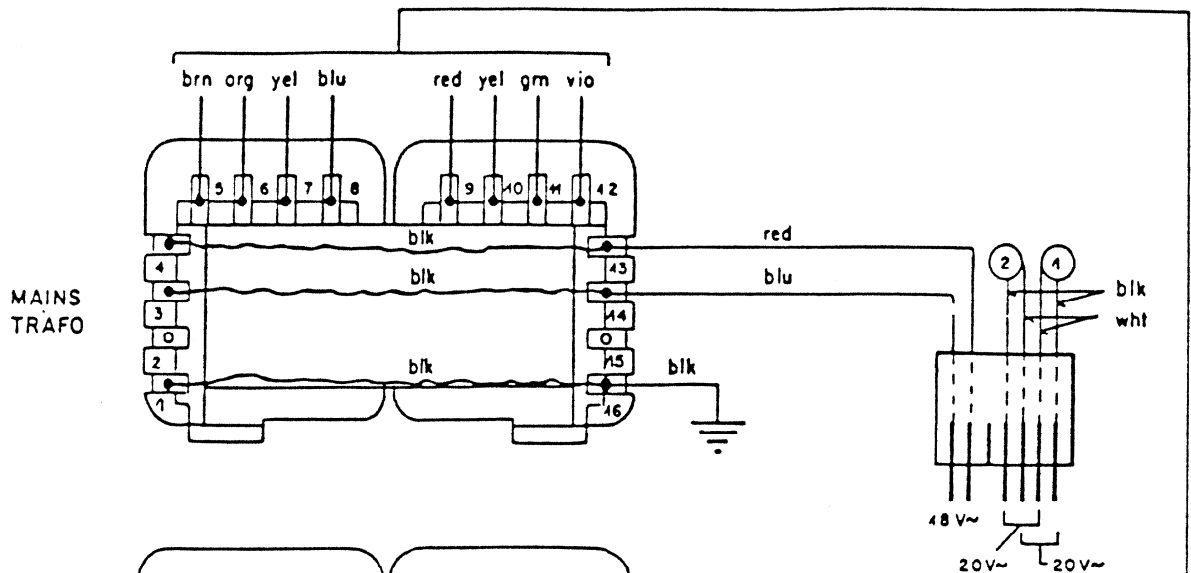 brn org yel blu red yel grn vio
5 6 7 8 9 10 11 12
blk red
4 13
2 1
blk blu blk
MAINS
TRAFO
3 14
wht
0 0
2 15
blk blk
1 16
18 V~
20V~ 20V~